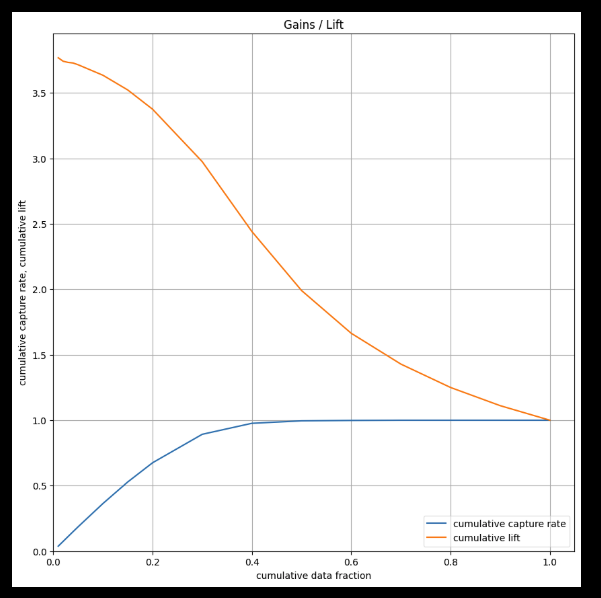 Gains / Lift
cumulative capture rate, cumulative lift
3.5
3.0
2.5
2.0
1.5
1.0
0.5
0.0
0.0 0.2 0.4 0.6 0.8 1.0
cumulative data fraction
cumulative capture rate
cumulative lift